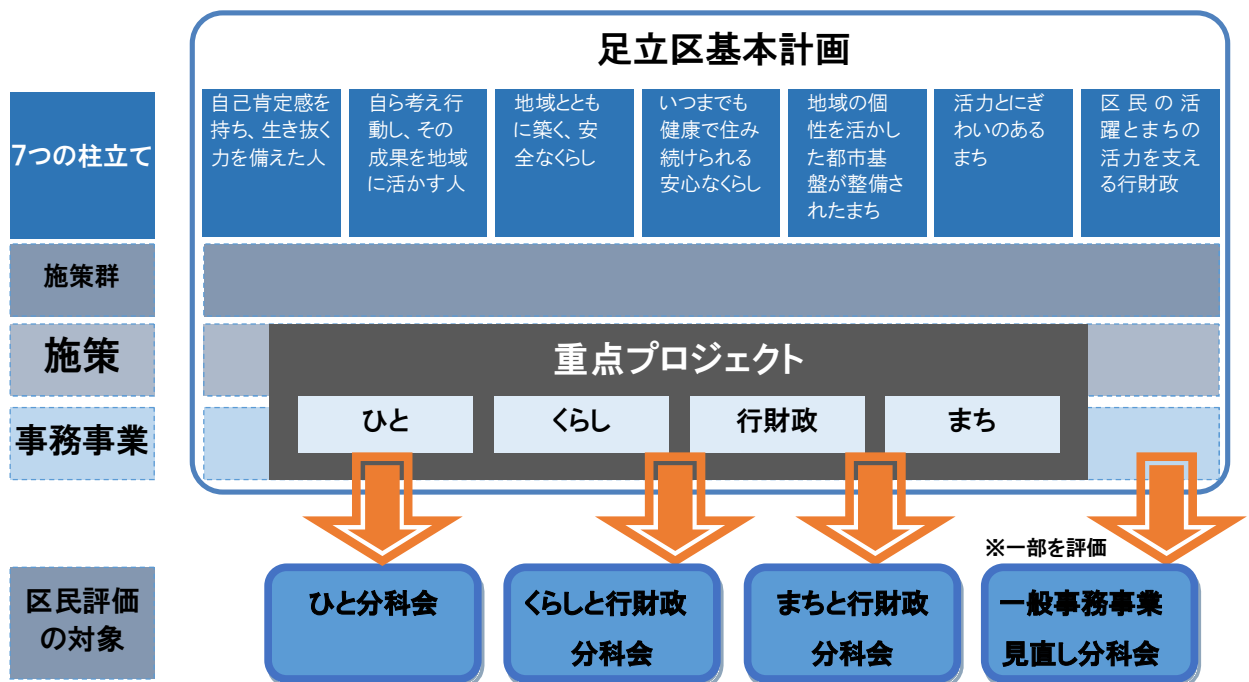 足立区基本計画
7つの柱立て
自己肯定感を
持ち、生き抜く
力を備えた人
自ら考え行
動し、その
成果を地域
に活かす人
地域ととも
に築く、安
全なくらし
いつまでも
健康で住み
続けられる
安心なくらし
地域の個
性を活かし
た都市基
盤が整備さ
れたまち
活力とにぎ
わいのある
まち
区民の活
躍とまちの
活力を支え
る行財政
施策群
施策
重点プロジェクト
事務事業
ひと
くらし
行財政
まち
※一部を評価
区民評価
の対象
ひと分科会
くらしと行財政
分科会
まちと行財政
分科会
一般事務事業
見直し分科会